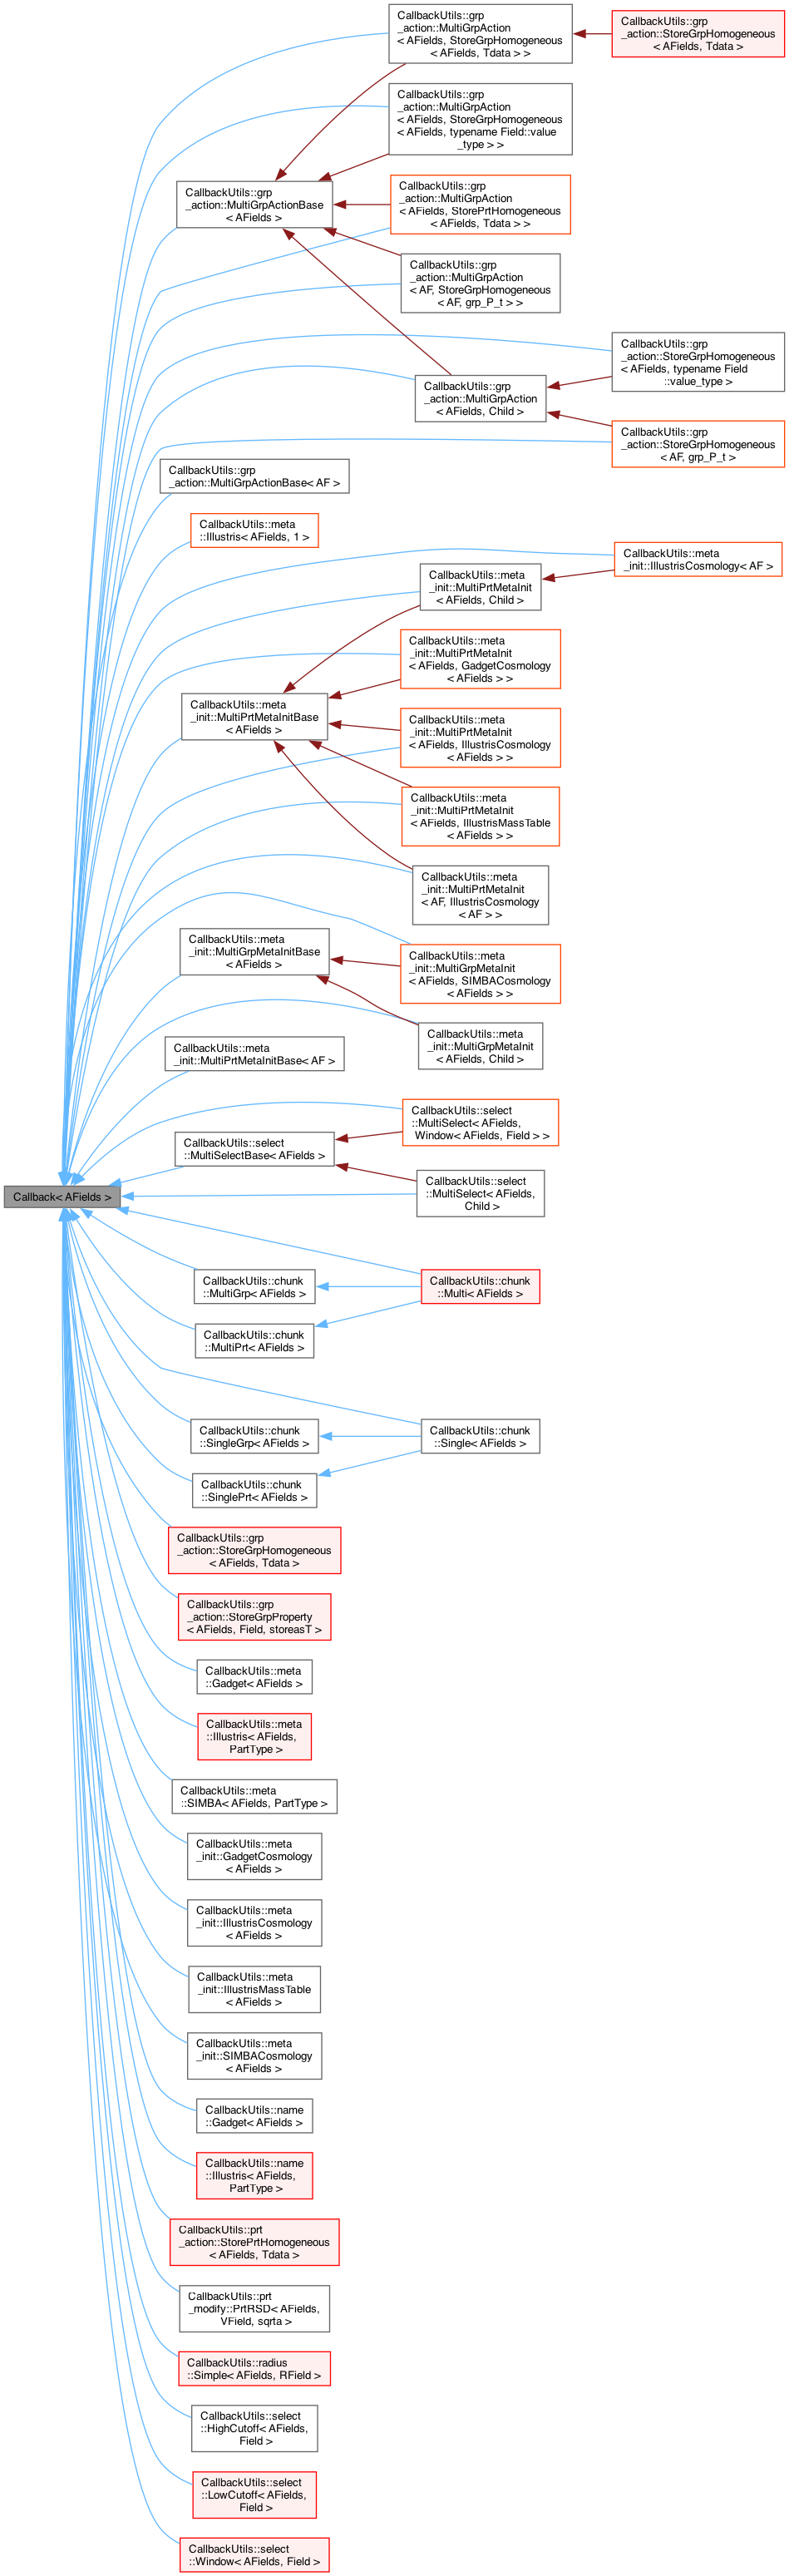 CallbackUtils::grp
_action::MultiGrpAction
< AFields, StoreGrpHomogeneous
< AFields, Tdata > >
CallbackUtils::grp
_action::StoreGrpHomogeneous
< AFields, Tdata >
CallbackUtils::grp
_action::MultiGrpAction
< AFields, StoreGrpHomogeneous
< AFields, typename Field::value
_type > >
CallbackUtils::grp
_action::MultiGrpActionBase
< AFields >
CallbackUtils::grp
_action::MultiGrpAction
< AFields, StorePrtHomogeneous
< AFields, Tdata > >
CallbackUtils::grp
_action::MultiGrpAction
< AF, StoreGrpHomogeneous
< AF, grp_P_t > >
CallbackUtils::grp
_action::StoreGrpHomogeneous
< AFields, typename Field
::value_type >
CallbackUtils::grp
_action::MultiGrpAction
< AFields, Child >
CallbackUtils::grp
_action::StoreGrpHomogeneous
< AF, grp_P_t >
CallbackUtils::grp
_action::MultiGrpActionBase< AF >
CallbackUtils::meta
::Illustris< AFields, 1 >
CallbackUtils::meta
_init::IllustrisCosmology< AF >
CallbackUtils::meta
_init::MultiPrtMetaInit
< AFields, Child >
CallbackUtils::meta
_init::MultiPrtMetaInit
< AFields, GadgetCosmology
< AFields > >
CallbackUtils::meta
_init::MultiPrtMetaInitBase
< AFields >
CallbackUtils::meta
_init::MultiPrtMetaInit
< AFields, IllustrisCosmology
< AFields > >
CallbackUtils::meta
_init::MultiPrtMetaInit
< AFields, IllustrisMassTable
< AFields > >
CallbackUtils::meta
_init::MultiPrtMetaInit
< AF, IllustrisCosmology
< AF > >
CallbackUtils::meta
_init::MultiGrpMetaInitBase
< AFields >
CallbackUtils::meta
_init::MultiGrpMetaInit
< AFields, SIMBACosmology
< AFields > >
CallbackUtils::meta
_init::MultiGrpMetaInit
< AFields, Child >
CallbackUtils::meta
_init::MultiPrtMetaInitBase< AF >
CallbackUtils::select
::MultiSelect< AFields,
Window< AFields, Field > >
CallbackUtils::select
::MultiSelectBase< AFields >
CallbackUtils::select
::MultiSelect< AFields,
Child >
Callback< AFields >
CallbackUtils::chunk
::MultiGrp< AFields >
CallbackUtils::chunk
::Multi< AFields >
CallbackUtils::chunk
::MultiPrt< AFields >
CallbackUtils::chunk
::SingleGrp< AFields >
CallbackUtils::chunk
::Single< AFields >
CallbackUtils::chunk
::SinglePrt< AFields >
CallbackUtils::grp
_action::StoreGrpHomogeneous
< AFields, Tdata >
CallbackUtils::grp
_action::StoreGrpProperty
< AFields, Field, storeasT >
CallbackUtils::meta
::Gadget< AFields >
CallbackUtils::meta
::Illustris< AFields,
PartType >
CallbackUtils::meta
::SIMBA< AFields, PartType >
CallbackUtils::meta
_init::GadgetCosmology
< AFields >
CallbackUtils::meta
_init::IllustrisCosmology
< AFields >
CallbackUtils::meta
_init::IllustrisMassTable
< AFields >
CallbackUtils::meta
_init::SIMBACosmology
< AFields >
CallbackUtils::name
::Gadget< AFields >
CallbackUtils::name
::Illustris< AFields,
PartType >
CallbackUtils::prt
_action::StorePrtHomogeneous
< AFields, Tdata >
CallbackUtils::prt
_modify::PrtRSD< AFields,
VField, sqrta >
CallbackUtils::radius
::Simple< AFields, RField >
CallbackUtils::select
::HighCutoff< AFields,
Field >
CallbackUtils::select
::LowCutoff< AFields,
Field >
CallbackUtils::select
::Window< AFields, Field >